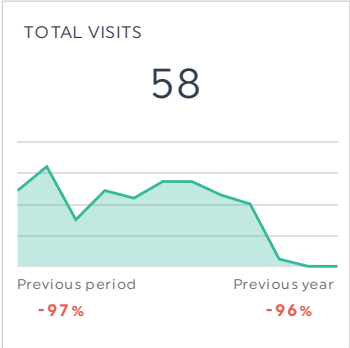 TOTAL VISITS
58
Previous period
Previous year
-97%
-96%